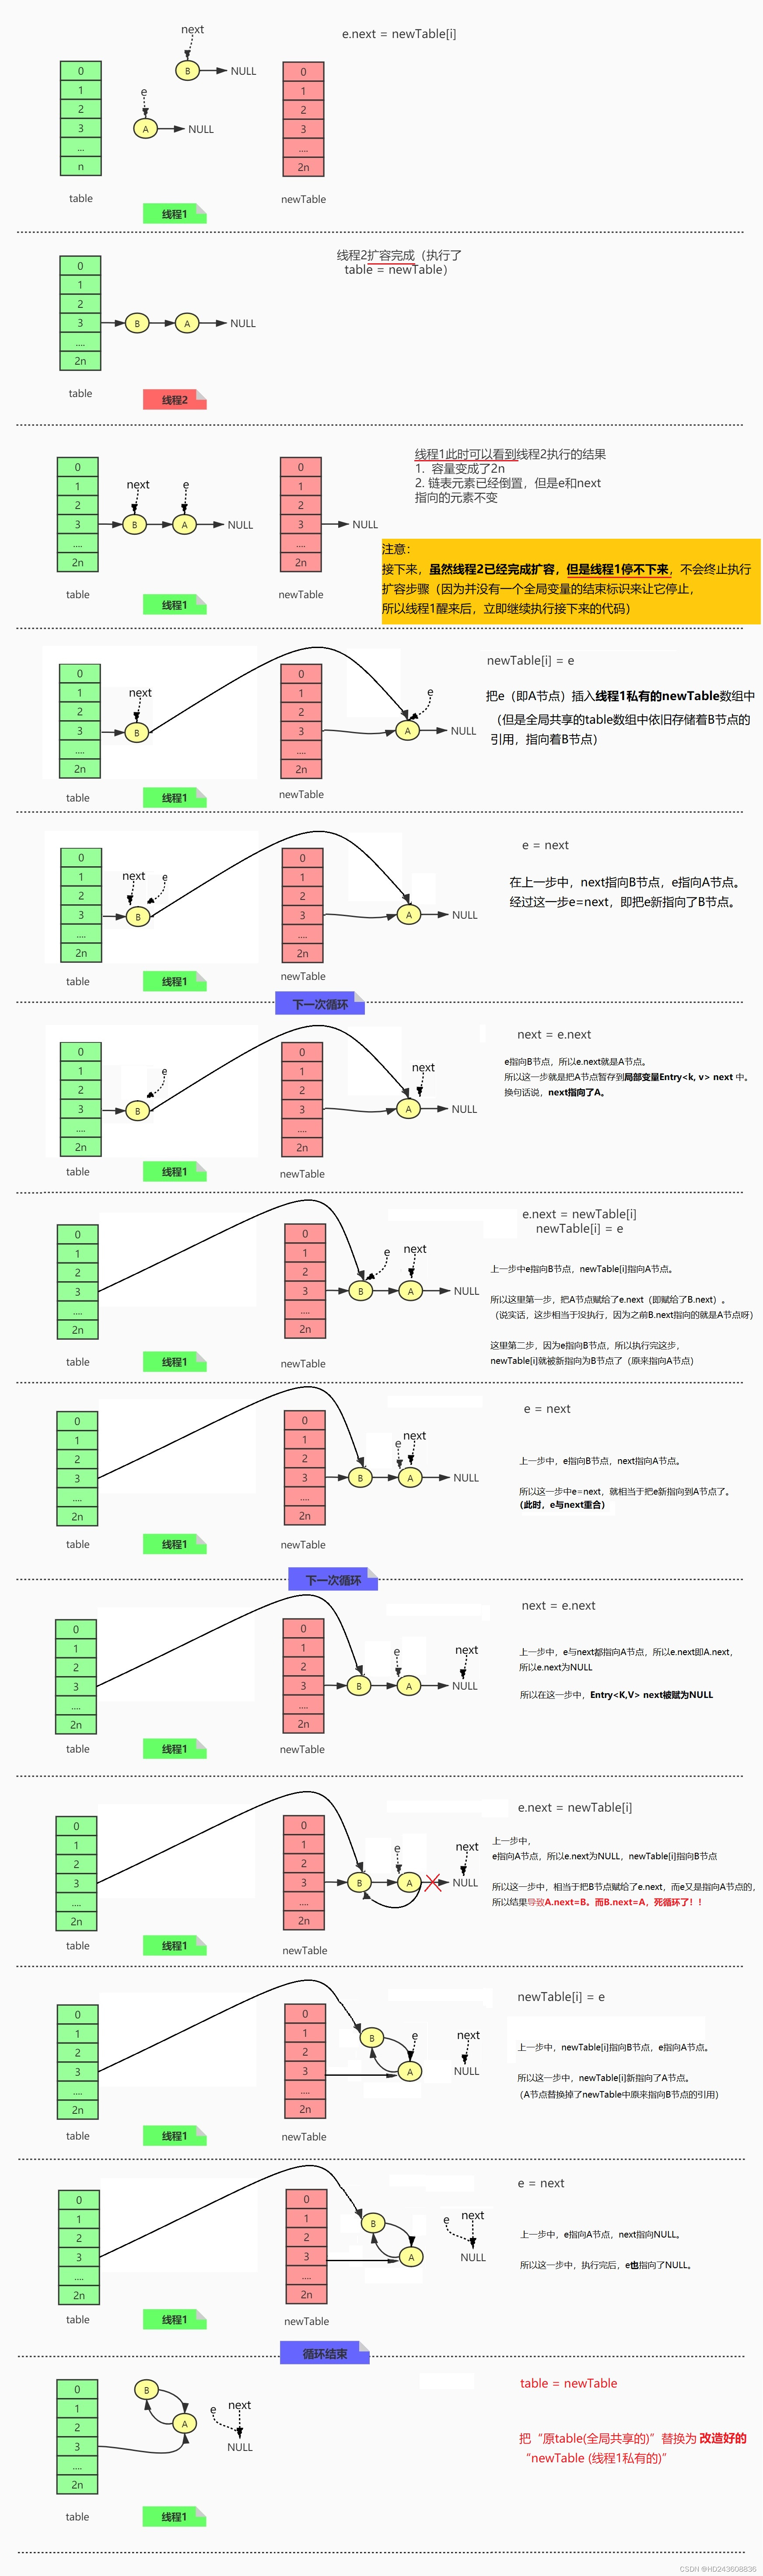 next
e.next = newTable[i]
B
NULL
0
1
2
3
...
n
e
A
NULL
0
1
2
3
....
2n
table
newTable
线程1
线程2扩容完成（执行了
table = newTable）
0
1
2
3
....
2n
B
A
NULL
table
线程2
线程1此时可以看到线程2执行的结果
1. 容量变成了2n
2. 链表元素已经倒置，但是e和next
指向的元素不变
0
1
2
3
....
2n
next
e
B
A
NULL
0
1
2
3
....
2n
NULL
table
newTable
线程1
注意：
接下来，虽然线程2已经完成扩容，但是线程1停不下来，不会终止执行
扩容步骤（因为并没有一个全局变量的结束标识来让它停止，
所以线程1醒来后，立即继续执行接下来的代码）
newTable[i] = e
把e（即A节点）插入线程1私有的newTable数组中
（但是全局共享的table数组中依旧存储着B节点的
引用，指向着B节点）
0
1
2
3
....
2n
next
B
0
1
2
3
....
2n
e
A
NULL
table
newTable
线程1
e = next
在上一步中，next指向B节点，e指向A节点。
经过这一步e=next，即把e新指向了B节点。
0
1
2
3
....
2n
next
e
B
0
1
2
3
....
2n
A
NULL
table
newTable
线程1
下一次循环
next = e.next
e指向B节点，所以e.next就是A节点。
所以这一步就是把A节点暂存到局部变量Entry<k, v> next 中。
换句话说，next指向了A。
0
1
2
3
....
2n
e
B
0
1
2
3
....
2n
next
A
NULL
table
newTable
线程1
e.next = newTable[i]
newTable[i] = e
上一步中e指向B节点，newTable[i]指向A节点。
所以这里第一步，把A节点赋给了e.next（即赋给了B.next）。
（说实话，这步相当于没执行，因为之前B.next指向的就是A节点呀）
这里第二步，因为e指向B节点，所以执行完这步，
newTable[i]就被新指向为B节点了（原来指向A节点）
0
1
2
3
....
2n
0
1
2
3
....
2n
e
next
B
A
NULL
table
newTable
线程1
e = next
上一步中，e指向B节点，next指向A节点。
所以这一步中e=next，就相当于把e新指向到A节点了。
（此时，e与next重合）
0
1
2
3
....
2n
0
1
2
3
....
2n
e
next
B
A
NULL
table
newTable
线程1
下一次循环
next = e.next
上一步中，e与next都指向A节点，所以e.next即A.next，
所以e.next为NULL
所以在这一步中，Entry<K,V> next被赋为NULL
0
1
2
3
....
2n
0
1
2
3
....
2n
e
next
B
A
NULL
table
newTable
线程1
e.next = newTable[i]
上一步中，
e指向A节点，所以e.next为NULL，newTable[i]指向B节点
所以这一步中，相当于把B节点赋给了e.next，而e又是指向A节点的，
所以结果导致A.next=B。而B.next=A，死循环了！！
0
1
2
3
....
2n
0
1
2
3
....
2n
e
next
B
A
NULL
table
newTable
线程1
newTable[i] = e
上一步中，newTable[i]指向B节点，e指向A节点。
所以这一步中，newTable[i]新指向了A节点。
（A节点替换掉了newTable中原来指向B节点的引用）
0
1
2
3
....
2n
0
1
2
3
....
2n
B
e
next
A
NULL
table
newTable
线程1
e = next
上一步中，e指向A节点，next指向NULL。
所以这一步中，执行完后，e也指向了NULL。
0
1
2
3
....
2n
0
1
2
3
....
2n
B
A
e
next
NULL
table
newTable
线程1
循环结束
table = newTable
把“原table(全局共享的)”替换为 改造好的
“newTable (线程1私有的)”
0
1
2
3
....
2n
B
A
e
next
NULL
table
线程1
CSDN @HD243608836